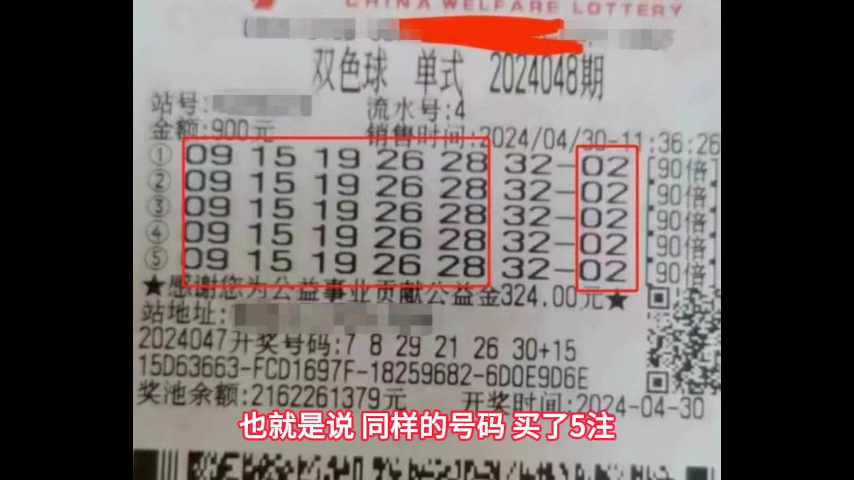 CHINA WELFARE LOTTERY
双色球 单式 2024048期
站号:
流水号:4
金额:900元
销售时间:2024/04/30-11:36:26
① 09 15 19 26 28 32-02 [90倍]
② 09 15 19 26 28 32-02 [90倍]
③ 09 15 19 26 28 32-02 [90倍]
④ 09 15 19 26 28 32-02 [90倍]
⑤ 09 15 19 26 28 32-02 [90倍]
★感谢您为公益事业贡献公益金324.00元★
站地址:
2024047开奖号码:7 8 29 21 26 30+15
15D63663-FCD1697F-18259682-6D0E9D6E
奖池余额:2162261379元 开奖时间:2024-04-30
也就是说 同样的号码 买了5注